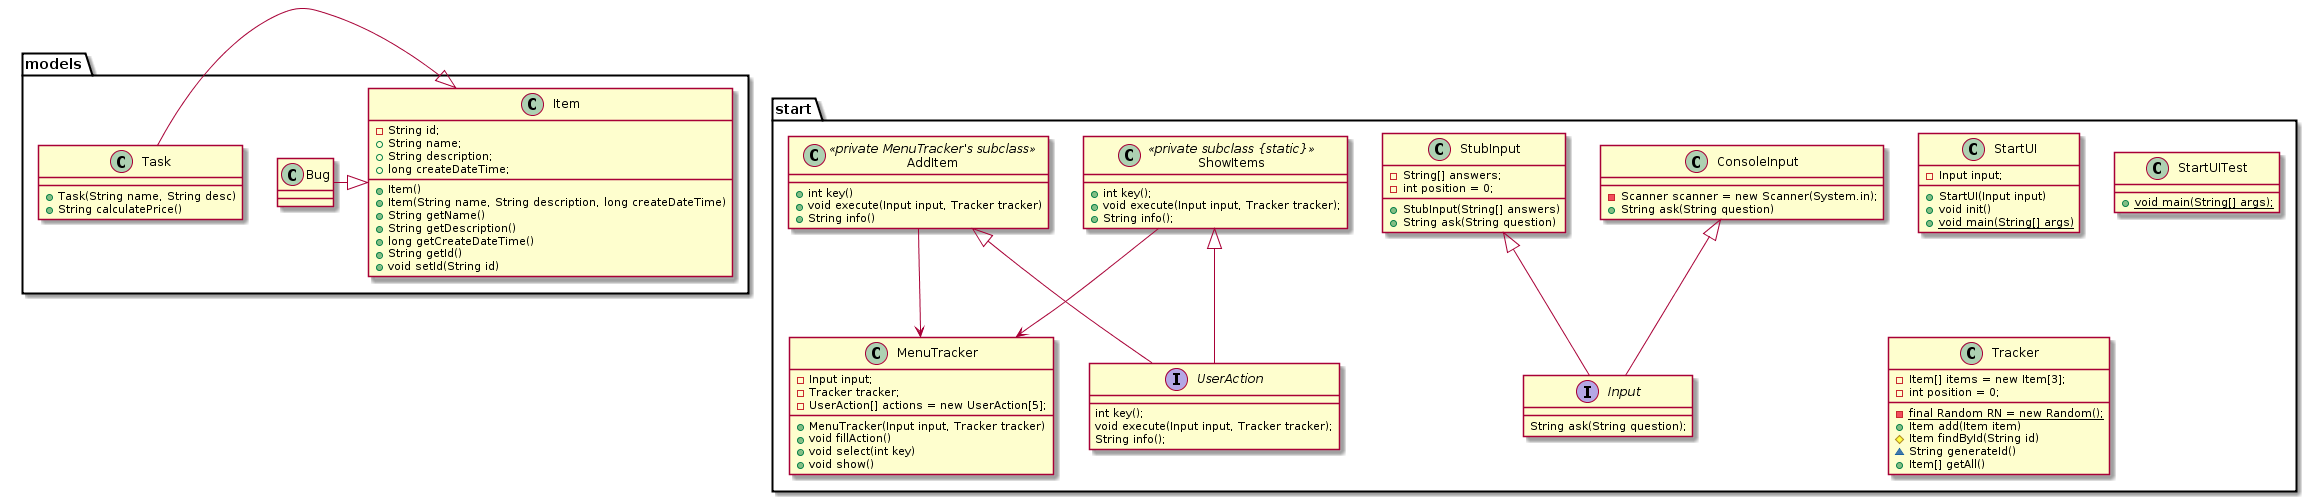 models
C Task
Task(String name, String desc)
String calculatePrice()
C Bug
C Item
String id;
String name;
String description;
long createDateTime;
Item()
Item(String name, String description, long createDateTime)
String getName()
String getDescription()
long getCreateDateTime()
String getId()
void setId(String id)
start
C «private MenuTracker's subclass»
AddItem
int key()
void execute(Input input, Tracker tracker)
String info()
C «private subclass {static}»
ShowItems
int key();
void execute(Input input, Tracker tracker);
String info();
C StubInput
String[] answers;
int position = 0;
StubInput(String[] answers)
String ask(String question)
C ConsoleInput
Scanner scanner = new Scanner(System.in);
String ask(String question)
C StartUI
Input input;
StartUI(Input input)
void init()
void main(String[] args)
C StartUITest
void main(String[] args);
C MenuTracker
Input input;
Tracker tracker;
UserAction[] actions = new UserAction[5];
MenuTracker(Input input, Tracker tracker)
void fillAction()
void select(int key)
void show()
I UserAction
int key();
void execute(Input input, Tracker tracker);
String info();
I Input
String ask(String question);
C Tracker
Item[] items = new Item[3];
int position = 0;
final Random RN = new Random();
Item add(Item item)
Item findById(String id)
String generateId()
Item[] getAll()